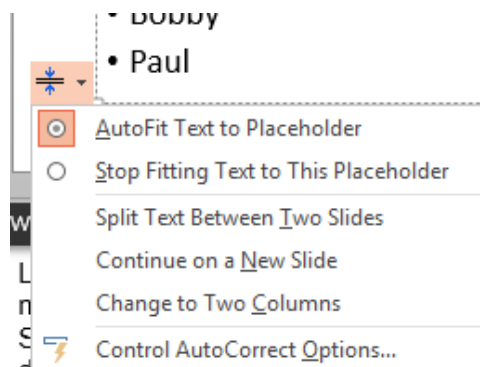 • Bobby
• Paul
AutoFit Text to Placeholder
Stop Fitting Text to This Placeholder
Split Text Between Two Slides
Continue on a New Slide
Change to Two Columns
Control AutoCorrect Options...